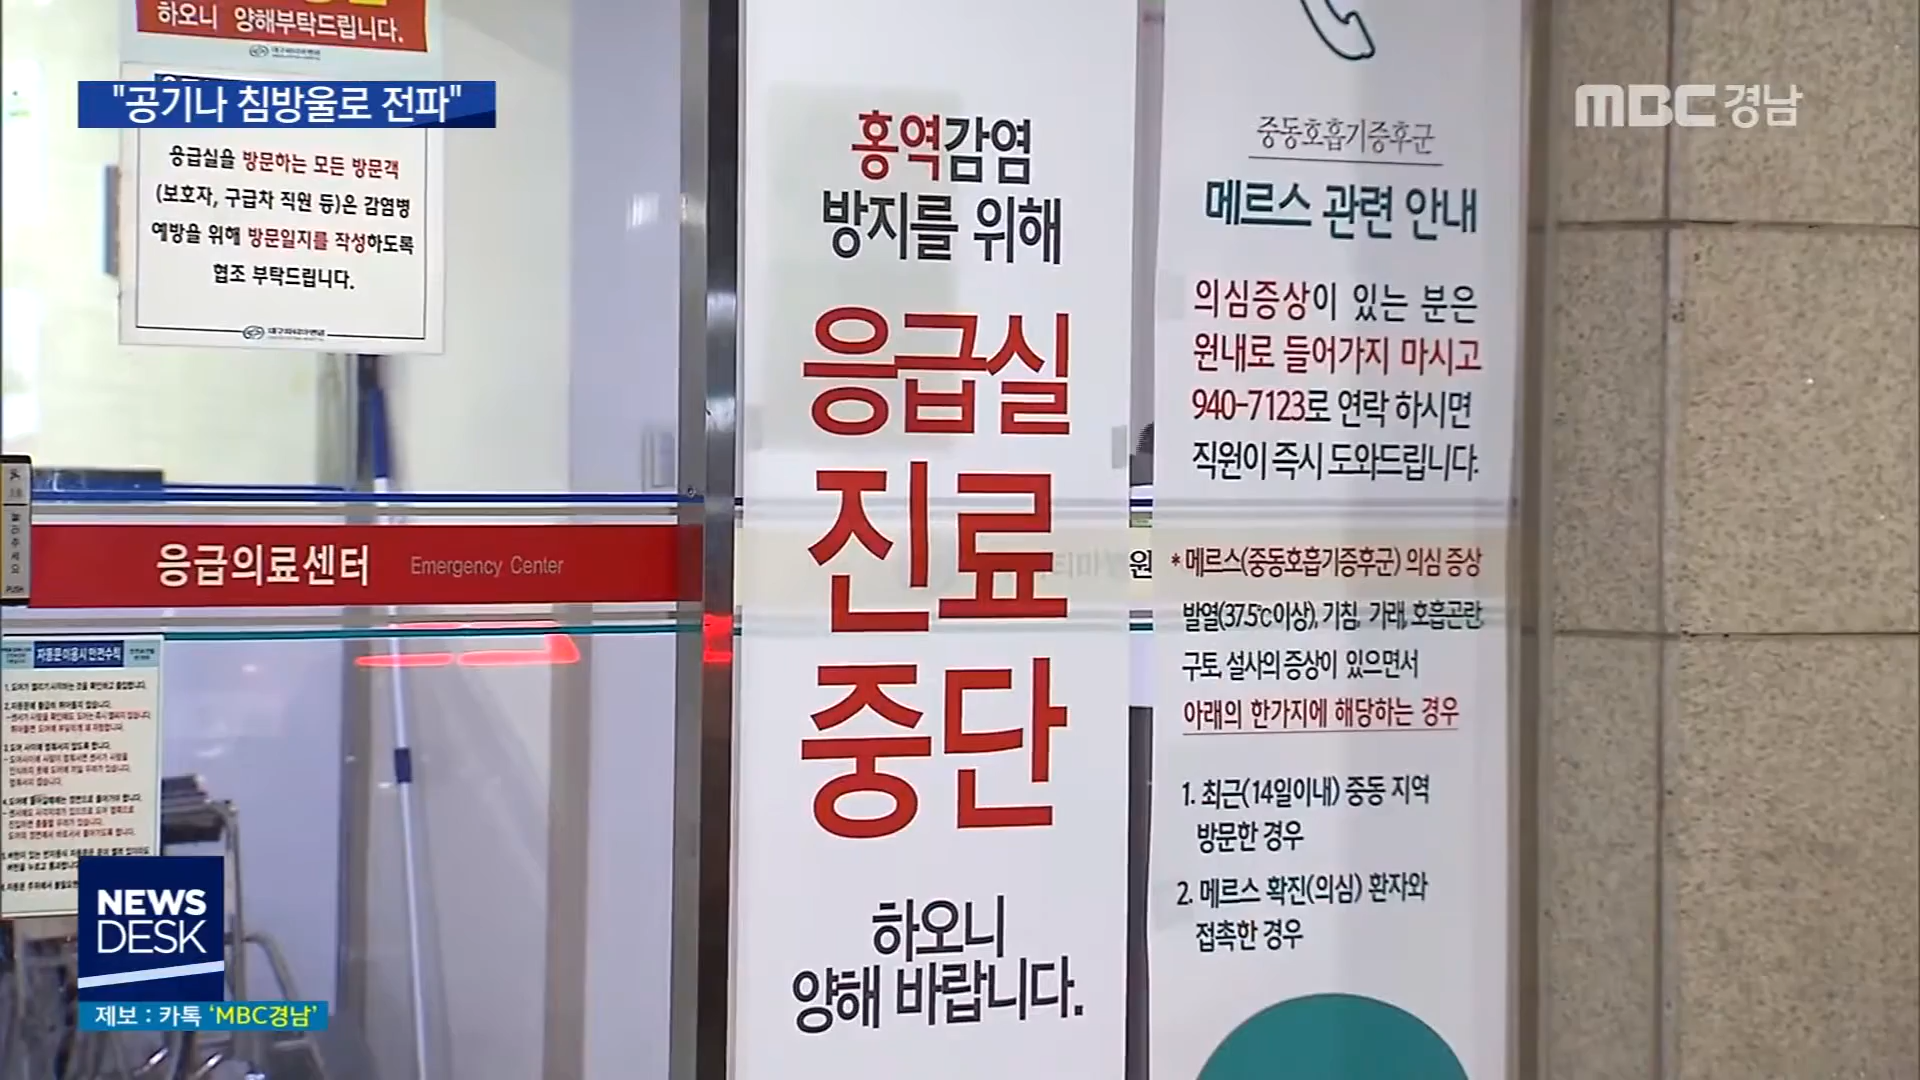 하오니 양해부탁드립니다.
"공기나 침방울로 전파"
응급실을 방문하는 모든 방문객
(보호자, 구급차 직원 등)은 감염병
예방을 위해 방문일지를 작성하도록
협조 부탁드립니다.
응급의료센터 Emergency Center
자동문이용시 안전수칙
홍역감염
방지를 위해
응급실
진료
중단
하오니
양해 바랍니다.
원
MBC경남
중동호흡기증후군
메르스 관련 안내
의심증상이 있는 분은
원내로 들어가지 마시고
940-7123로 연락 하시면
직원이 즉시 도와드립니다.
*메르스(중동호흡기증후군) 의심 증상
발열(37.5℃이상), 기침, 가래, 호흡곤란,
구토, 설사의 증상이 있으면서
아래의 한가지에 해당하는 경우
1. 최근(14일이내) 중동 지역
방문한 경우
2. 메르스 확진(의심) 환자와
접촉한 경우
NEWS
DESK
제보 : 카톡 'MBC경남'